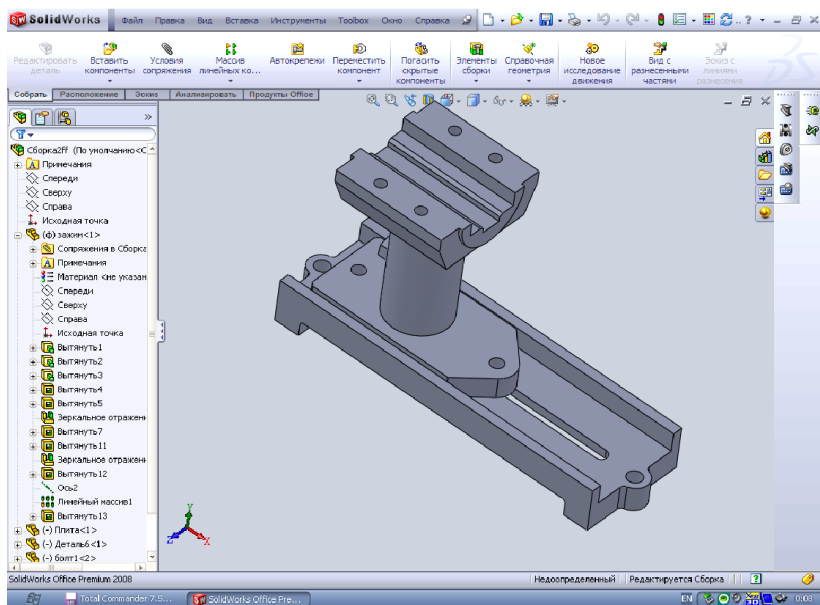 SolidWorks Файл Правка Вид Вставка Инструменты Toolbox Окно Справка
Редактировать деталь
Вставить компоненты
Условия сопряжения
Массив линейных ко...
Автокрепежи
Переместить компонент
Погасить скрытые компоненты
Элементы сборки
Справочная геометрия
Новое исследование движения
Вид с разнесенными частями
Эскиз с линиями разнесения
Собрать Расположение Эскиз Анализировать Продукты Office
Сборка2ff (По умолчанию<С
Примечания
Спереди
Сверху
Справа
Исходная точка
(ф) зажим<1>
Сопряжения в Сборка
Примечания
Материал <не указан
Спереди
Сверху
Справа
Исходная точка
Вытянуть1
Вытянуть2
Вытянуть3
Вытянуть4
Вытянуть5
Зеркальное отражени
Вытянуть7
Вытянуть11
Зеркальное отражени
Вытянуть12
Ось2
Линейный массив1
Вытянуть13
(-) Плита<1>
(-) Деталь6<1>
(-) болт1<2>
Y
X
Z
SolidWorks Office Premium 2008 Недоопределенный Редактируется Сборка
Total Commander 7.5... SolidWorks Office Pre... EN 0:08